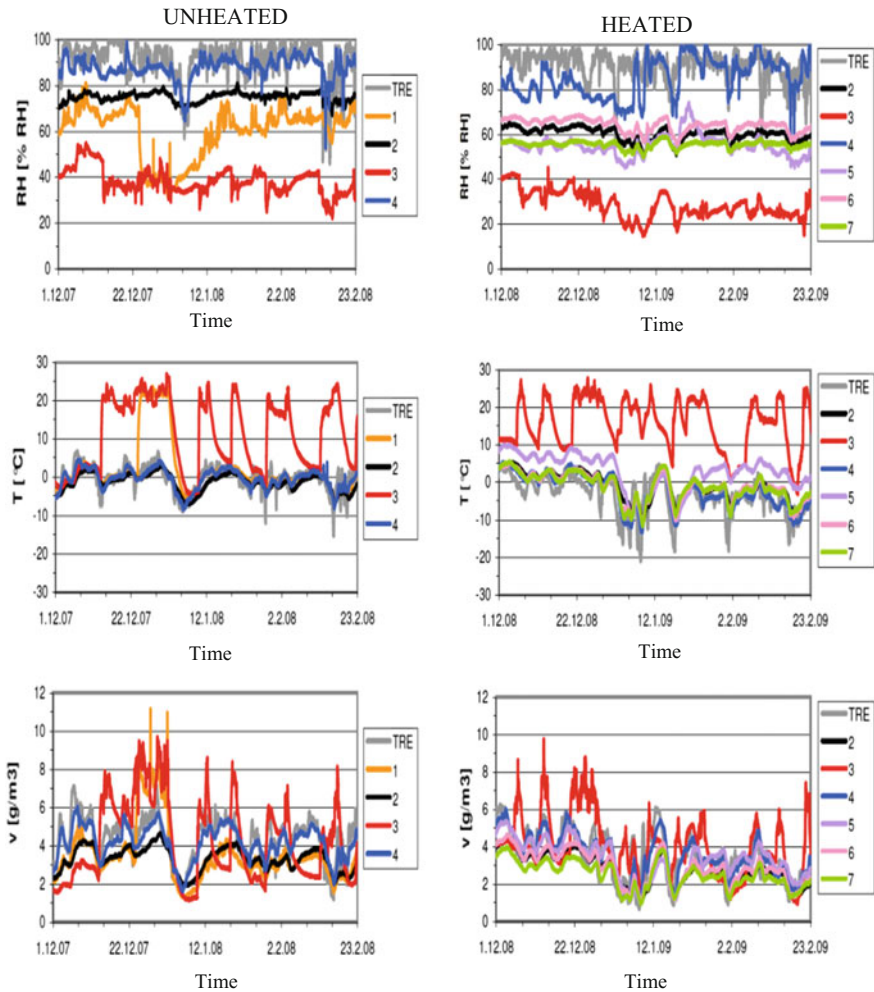 UNHEATED
HEATED
RH [% RH]
100
80
60
40
20
0
1.12.07 22.12.07 12.1.08 2.2.08 23.2.08
Time
TRE
1
2
3
4
RH [% RH]
100
80
60
40
20
0
1.12.08 22.12.08 12.1.09 2.2.09 23.2.09
Time
TRE
2
3
4
5
6
7
T [°C]
30
20
10
0
-10
-20
-30
1.12.07 22.12.07 12.1.08 2.2.08 23.2.08
Time
TRE
1
2
3
4
T [°C]
30
20
10
0
-10
-20
-30
1.12.08 22.12.08 12.1.09 2.2.09 23.2.09
Time
TRE
2
3
4
5
6
7
v [g/m3]
12
10
8
6
4
2
0
1.12.07 22.12.07 12.1.08 2.2.08 23.2.08
Time
TRE
1
2
3
4
v [g/m3]
12
10
8
6
4
2
0
1.12.08 22.12.08 12.1.09 2.2.09 23.2.09
Time
TRE
2
3
4
5
6
7